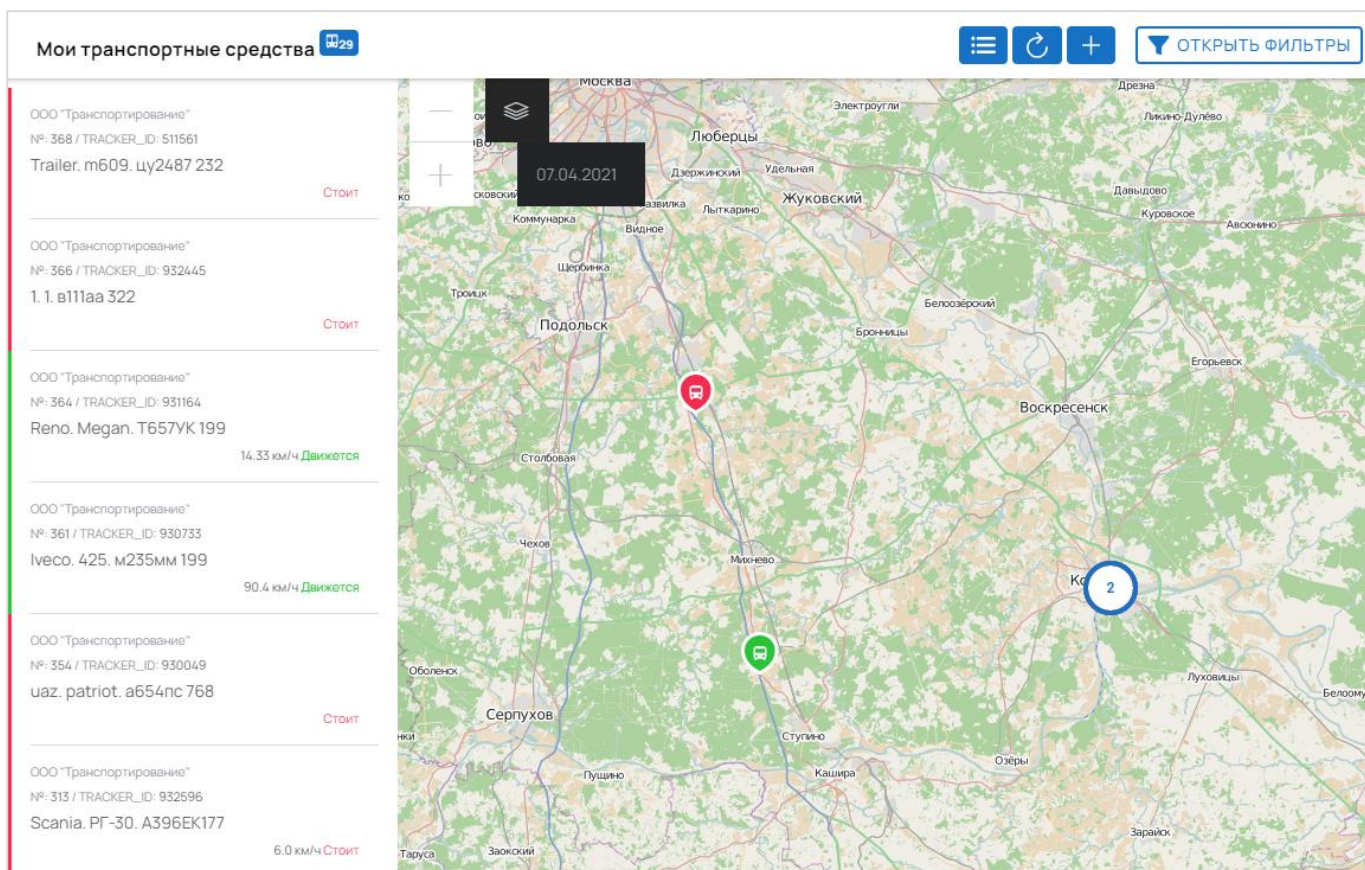 Мои транспортные средства 29
ОТКРЫТЬ ФИЛЬТРЫ
ООО "Транспортирование"
№: 368 / TRACKER_ID: 511561
Trailer. m609. цу2487 232
Стоит
ООО "Транспортирование"
№: 366 / TRACKER_ID: 932445
1. 1. в111аа 322
Стоит
ООО "Транспортирование"
№: 364 / TRACKER_ID: 931164
Reno. Megan. Т657УК 199
14.33 км/ч Движется
ООО "Транспортирование"
№: 361 / TRACKER_ID: 930733
Iveco. 425. м235мм 199
90.4 км/ч Движется
ООО "Транспортирование"
№: 354 / TRACKER_ID: 930049
uaz. patriot. а654пс 768
Стоит
ООО "Транспортирование"
№: 313 / TRACKER_ID: 932596
Scania. РГ-30. А396ЕК177
6.0 км/ч Стоит
07.04.2021
Москва
Дрезна
Электроугли
Ликино-Дулёво
Люберцы
Дзержинский
Удельная
Жуковский
Лыткарино
Давыдово
Куровское
Авсюнино
Коммунарка
Видное
Щербинка
Троицк
Белоозёрский
Подольск
Бронницы
Егорьевск
Воскресенск
Столбовая
Чехов
Михнево
2
Оболенск
Луховицы
Серпухов
Ступино
Озёры
Пущино
Кашира
Зарайск
Таруса
Заокский